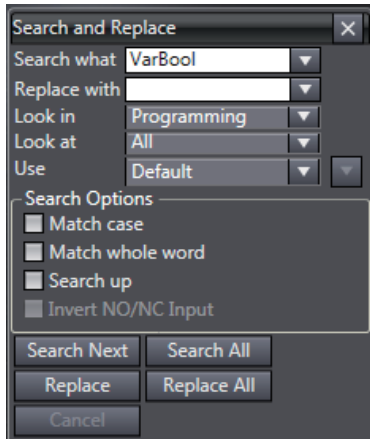 Search and Replace
Search what VarBool
Replace with
Look in Programming
Look at All
Use Default
Search Options
Match case
Match whole word
Search up
Invert NO/NC Input
Search Next Search All
Replace Replace All
Cancel